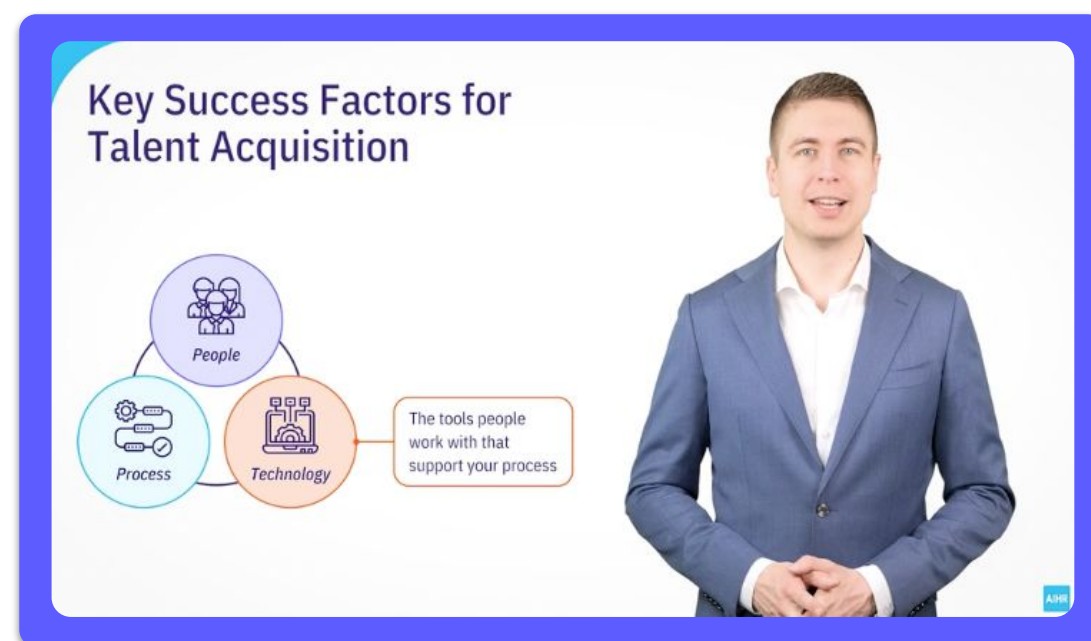 Key Success Factors for
Talent Acquisition
People
Process
Technology
The tools people
work with that
support your process
AIHR